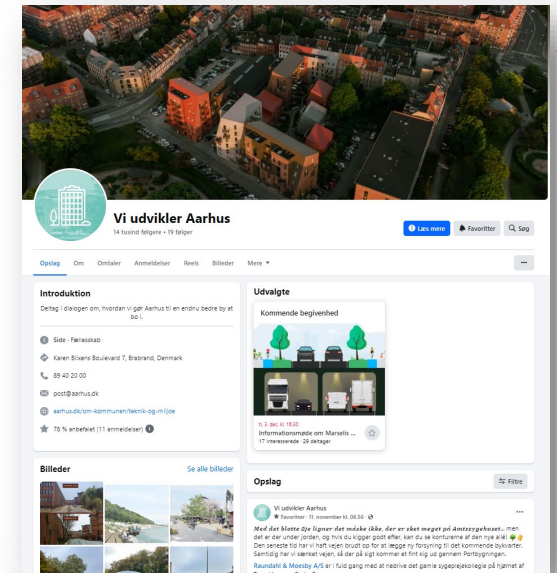 Vi udvikler Aarhus
14 tusind følgere • 19 følger
Læs mere
Favoritter
Søg
Opslag Om Omtaler Anmeldelser Reels Billeder Mere
Introduktion
Deltag i dialogen om, hvordan vi gør Aarhus til en endnu bedre by at
bo i.
Side · Fællesskab
Karen Blixens Boulevard 7, Brabrand, Denmark
89 40 20 00
post@aarhus.dk
aarhus.dk/om-kommunen/teknik-og-miljoe
78 % anbefalet (11 anmeldelser)
Billeder
Se alle billeder
Udvalgte
Kommende begivenhed
ti. 3. dec. kl. 16.30
Informationsmøde om Marselis ...
17 interesserede · 29 deltager
Opslag
Filtre
Vi udvikler Aarhus
Favoritter · 11. november kl. 06.56 ·
Med det blotte øje ligner det måske ikke, der er sket meget på Amtssygehuset... men
det er der under jorden, og hvis du kigger godt efter, kan du se konturerne af den nye allé!
Den seneste tid har vi haft vejen brudt op for at lægge ny forsyning til det kommende bykvarter.
Samtidig har vi sænket vejen, så der på sigt kommer et fint kig ud gennem Portbygningen.
Raundahl & Moesby A/S er i fuld gang med at nedrive det gamle sygeplejekollegie på hjørnet af